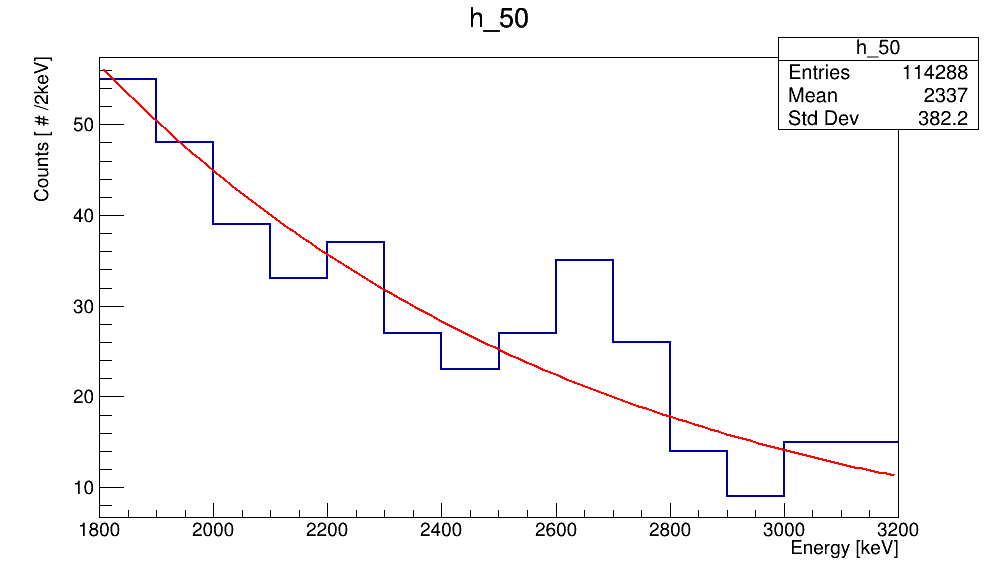 h_50
h_50
Entries 114288
Mean 2337
Std Dev 382.2
Counts [ # /2keV]
50
40
30
20
10
1800 2000 2200 2400 2600 2800 3000 3200
Energy [keV]